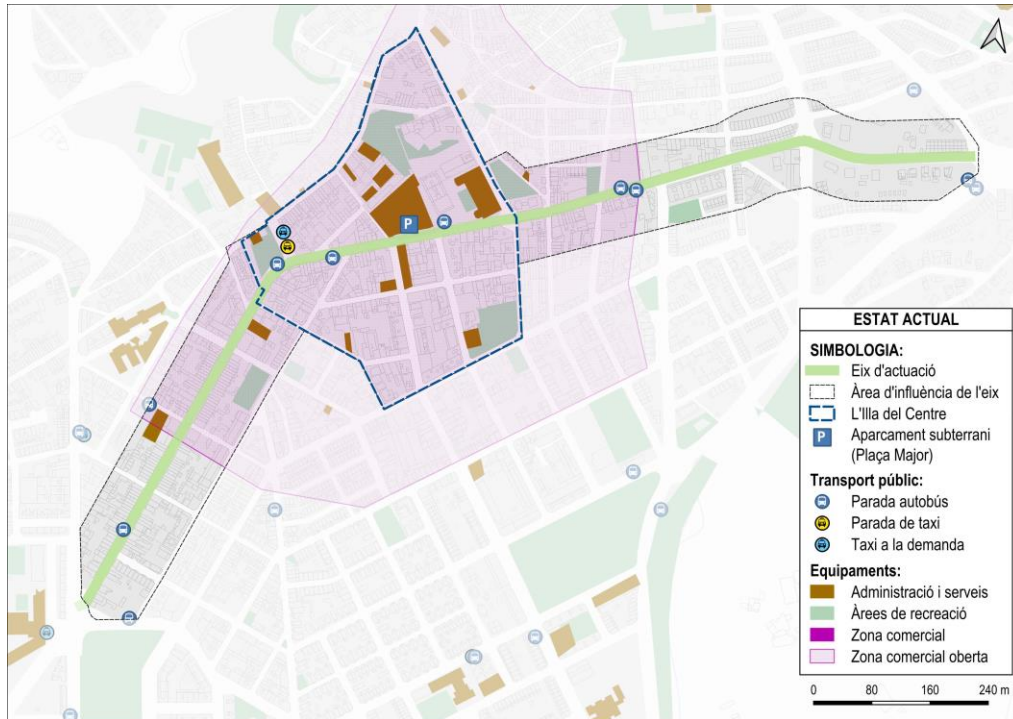 P
ESTAT ACTUAL
SIMBOLOGIA:
Eix d'actuació
Àrea d'influència de l'eix
L'Illa del Centre
P
Aparcament subterrani
(Plaça Major)
Transport públic:
Parada autobús
Parada de taxi
Taxi a la demanda
Equipaments:
Administració i serveis
Àrees de recreació
Zona comercial
Zona comercial oberta
0 80 160 240 m